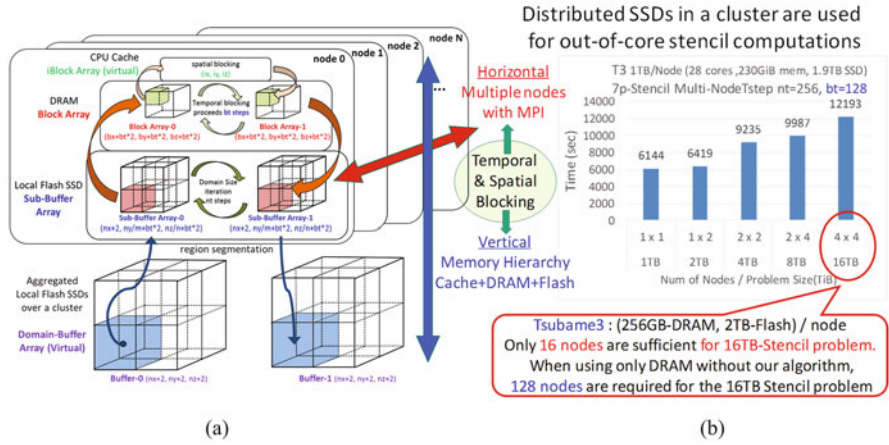 node N
node 2
node 1
node 0
CPU Cache
iBlock Array (virtual)
spatial blocking
(ix, iy, iz)
DRAM
Block Array
Temporal blocking
proceeds bt steps
Block Array-0
(bx+bt*2, by+bt*2, bz+bt*2)
Block Array-1
(bx+bt*2, by+bt*2, bz+bt*2)
Local Flash SSD
Sub-Buffer
Array
Domain Size
iteration
nt steps
Sub-Buffer Array-0
(nx+2, ny/m+bt*2, nz/n+bt*2)
Sub-Buffer Array-1
(nx+2, ny/m+bt*2, nz/n+bt*2)
region segmentation
Aggregated
Local Flash SSDs
over a cluster
Domain-Buffer
Array (Virtual)
Buffer-0 (nx+2, ny+2, nz+2)
Buffer-1 (nx+2, ny+2, nz+2)
...
Horizontal
Multiple nodes
with MPI
Temporal
& Spatial
Blocking
Vertical
Memory Hierarchy
Cache+DRAM+Flash
(a)
Distributed SSDs in a cluster are used
for out-of-core stencil computations
T3 1TB/Node (28 cores ,230GiB mem, 1.9TB SSD)
7p-Stencil Multi-NodeTstep nt=256, bt=128
Time (sec)
14000
12000
10000
8000
6000
4000
2000
0
6144
6419
9235
9987
12193
1 x 1
1 x 2
2 x 2
2 x 4
4 x 4
1TB
2TB
4TB
8TB
16TB
Num of Nodes / Problem Size(TiB)
Tsubame3 : (256GB-DRAM, 2TB-Flash) / node
Only 16 nodes are sufficient for 16TB-Stencil problem.
When using only DRAM without our algorithm,
128 nodes are required for the 16TB Stencil problem
(b)